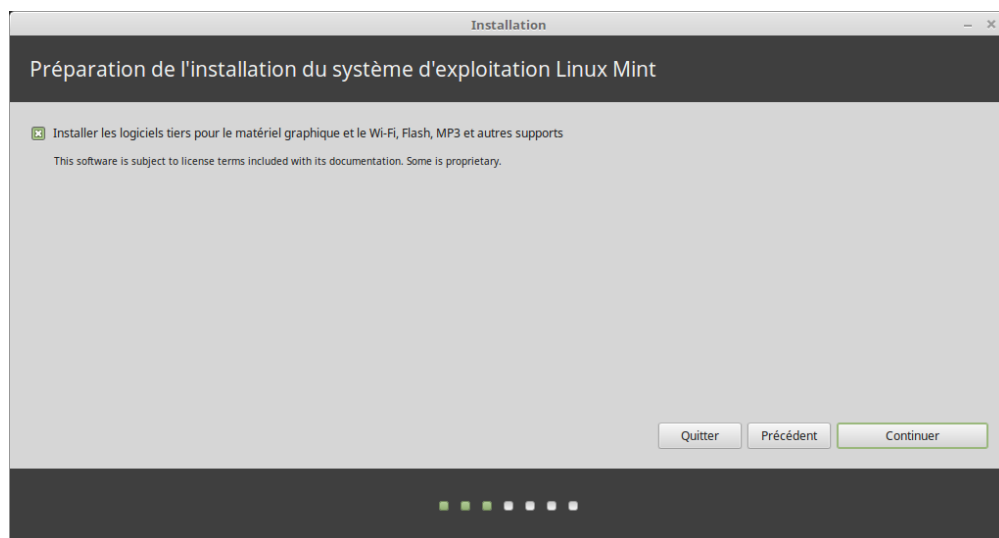 Installation
Préparation de l'installation du système d'exploitation Linux Mint
Installer les logiciels tiers pour le matériel graphique et le Wi-Fi, Flash, MP3 et autres supports
This software is subject to license terms included with its documentation. Some is proprietary.
Quitter
Précédent
Continuer